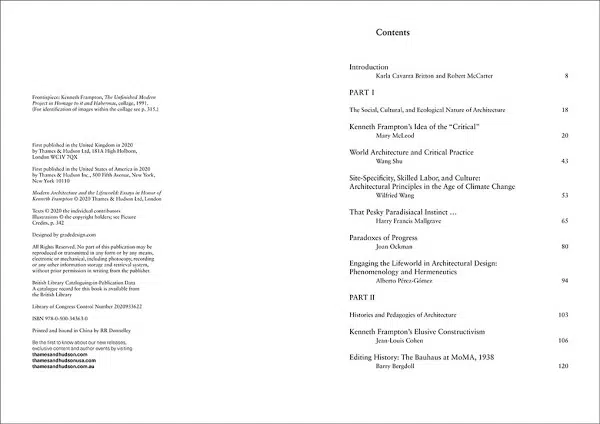 Frontispiece: Kenneth Frampton, The Unfinished Modern
Project in Homage to it and Habermas, collage, 1991.
(For identification of images within the collage see p. 315.)
First published in the United Kingdom in 2020
by Thames & Hudson Ltd, 181A High Holborn,
London WC1V 7QX
First published in the United States of America in 2020
by Thames & Hudson Inc., 500 Fifth Avenue, New York,
New York 10110
Modern Architecture and the Lifeworld: Essays in Honor of
Kenneth Frampton © 2020 Thames & Hudson Ltd, London
Texts © 2020 the individual contributors
Illustrations © the copyright holders; see Picture
Credits, p. 342
Designed by gradedesign.com
All Rights Reserved. No part of this publication may be
reproduced or transmitted in any form or by any means,
electronic or mechanical, including photocopy, recording
or any other information storage and retrieval system,
without prior permission in writing from the publisher.
British Library Cataloguing-in-Publication Data
A catalogue record for this book is available from
the British Library
Library of Congress Control Number 2020933622
ISBN 978-0-500-34363-0
Printed and bound in China by RR Donnelley
Be the first to know about our new releases,
exclusive content and author events by visiting
thamesandhudson.com
thamesandhudsonusa.com
thamesandhudson.com.au
Contents
Introduction
Karla Cavarra Britton and Robert McCarter 8
PART I
The Social, Cultural, and Ecological Nature of Architecture 18
Kenneth Frampton's Idea of the “Critical”
Mary McLeod 20
World Architecture and Critical Practice
Wang Shu 43
Site-Specificity, Skilled Labor, and Culture:
Architectural Principles in the Age of Climate Change
Wilfried Wang 53
That Pesky Paradisiacal Instinct …
Harry Francis Mallgrave 65
Paradoxes of Progress
Joan Ockman 80
Engaging the Lifeworld in Architectural Design:
Phenomenology and Hermeneutics
Alberto Pérez-Gómez 94
PART II
Histories and Pedagogies of Architecture 103
Kenneth Frampton's Elusive Constructivism
Jean-Louis Cohen 106
Editing History: The Bauhaus at MoMA, 1938
Barry Bergdoll 120